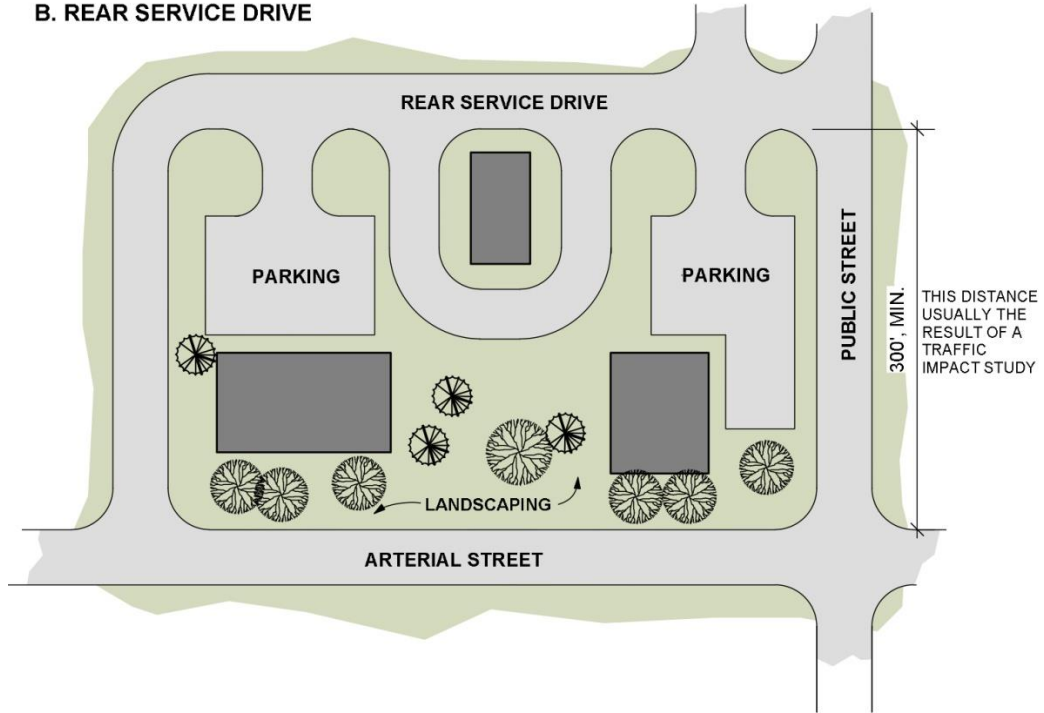 B. REAR SERVICE DRIVE
REAR SERVICE DRIVE
PARKING
PARKING
PUBLIC STREET
300', MIN.
THIS DISTANCE
USUALLY THE
RESULT OF A
TRAFFIC
IMPACT STUDY
LANDSCAPING
ARTERIAL STREET